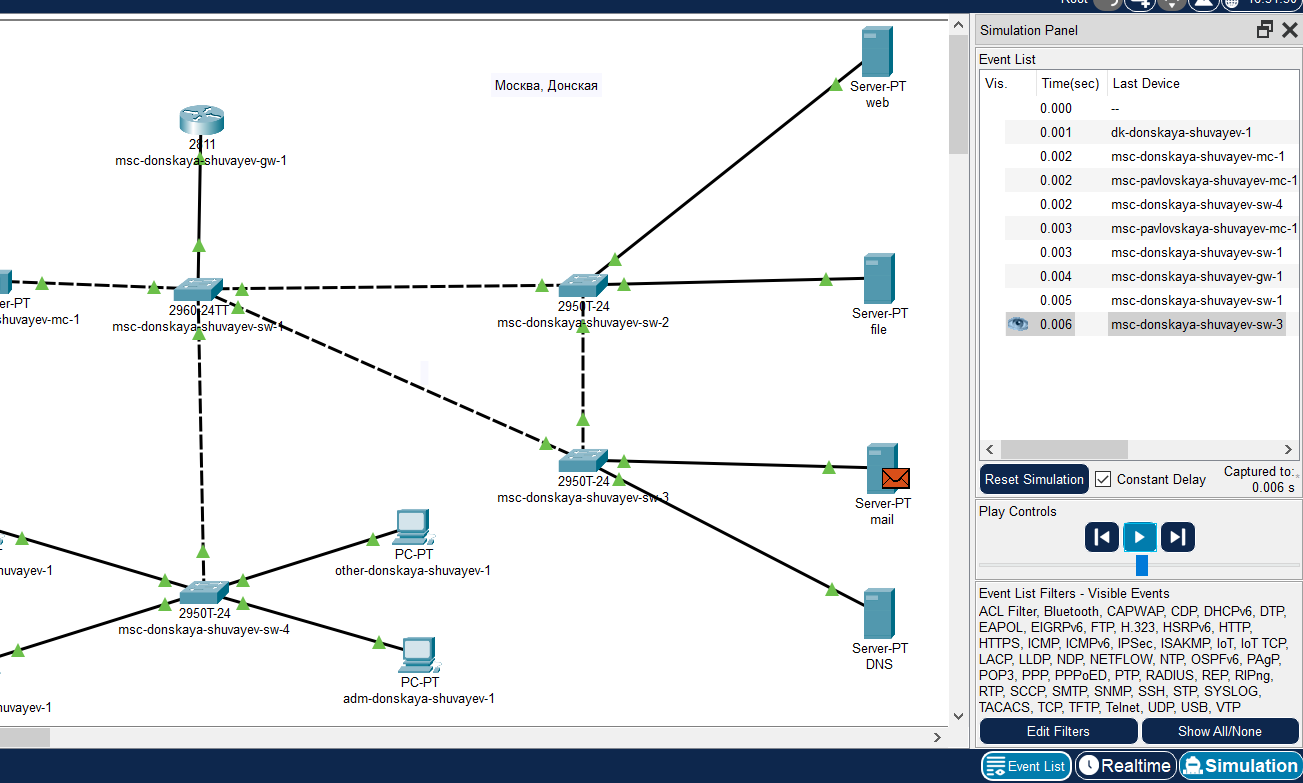 Root
Москва, Донская
2811
msc-donskaya-shuvayev-gw-1
Server-PT
web
er-PT
shuvayev-mc-1
2960-24TT
msc-donskaya-shuvayev-sw-1
2950T-24
msc-donskaya-shuvayev-sw-2
Server-PT
file
2950T-24
msc-donskaya-shuvayev-sw-3
Server-PT
mail
huvayev-1
PC-PT
other-donskaya-shuvayev-1
2950T-24
msc-donskaya-shuvayev-sw-4
PC-PT
adm-donskaya-shuvayev-1
Server-PT
DNS
nuvayev-1
Simulation Panel
Event List
Vis. Time(sec) Last Device
0.000 --
0.001 dk-donskaya-shuvayev-1
0.002 msc-donskaya-shuvayev-mc-1
0.002 msc-pavlovskaya-shuvayev-mc-1
0.002 msc-donskaya-shuvayev-sw-4
0.003 msc-pavlovskaya-shuvayev-mc-1
0.003 msc-donskaya-shuvayev-sw-1
0.004 msc-donskaya-shuvayev-gw-1
0.005 msc-donskaya-shuvayev-sw-1
0.006 msc-donskaya-shuvayev-sw-3
Reset Simulation Constant Delay Captured to:
0.006 s
Play Controls
Event List Filters - Visible Events
ACL Filter, Bluetooth, CAPWAP, CDP, DHCPv6, DTP,
EAPOL, EIGRPv6, FTP, H.323, HSRPv6, HTTP,
HTTPS, ICMP, ICMPv6, IPSec, ISAKMP, IoT, IoT TCP,
LACP, LLDP, NDP, NETFLOW, NTP, OSPFv6, PAgP,
POP3, PPP, PPPoED, PTP, RADIUS, REP, RIPng,
RTP, SCCP, SMTP, SNMP, SSH, STP, SYSLOG,
TACACS, TCP, TFTP, Telnet, UDP, USB, VTP
Edit Filters Show All/None
Event List Realtime Simulation